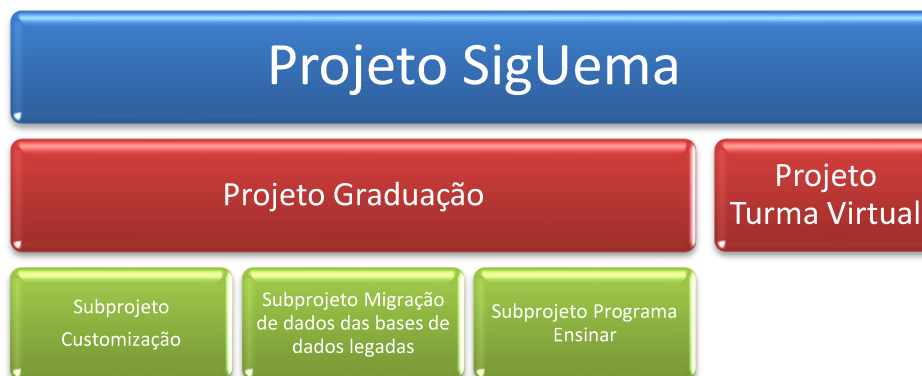 Projeto SigUema
Projeto Graduação
Projeto
Turma Virtual
Subprojeto
Customização
Subprojeto Migração
de dados das bases de
dados legadas
Subprojeto Programa
Ensinar